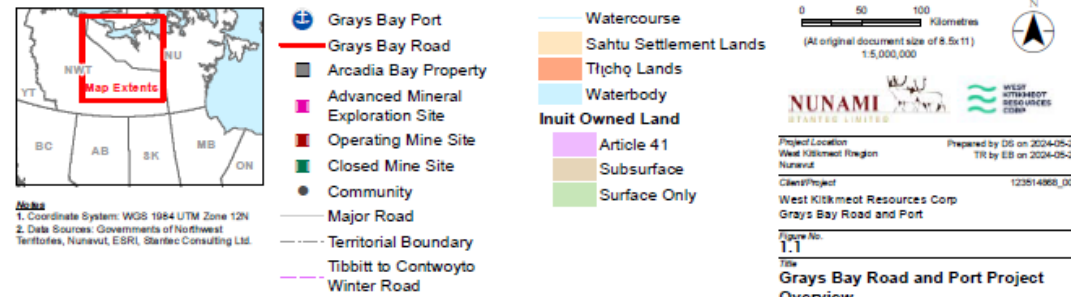 NWT
NU
YT
Map Extents
BC
AB
SK
MB
ON
Notes
1. Coordinate System: WGS 1984 UTM Zone 12N
2. Data Sources: Governments of Northwest
Territories, Nunavut, ESRI, Stantec Consulting Ltd.
Grays Bay Port
Grays Bay Road
Arcadia Bay Property
Advanced Mineral
Exploration Site
Operating Mine Site
Closed Mine Site
Community
Major Road
Territorial Boundary
Tibbitt to Contwoyto
Winter Road
Watercourse
Sahtu Settlement Lands
Tłı̨chǫ Lands
Waterbody
Inuit Owned Land
Article 41
Subsurface
Surface Only
0 50 100
Kilometres
(At original document size of 8.5x11)
1:5,000,000
N
NUNAMI
STANTEC LIMITED
WEST
KITIKMEOT
RESOURCES
CORP
Project Location
West Kitikmeot Rregion
Nunavut
Prepared by DS on 2024-05-2
TR by EB on 2024-05-2
Client/Project
123514868_00
West Kitikmeot Resources Corp
Grays Bay Road and Port
Figure No.
1.1
Title
Grays Bay Road and Port Project
Overview